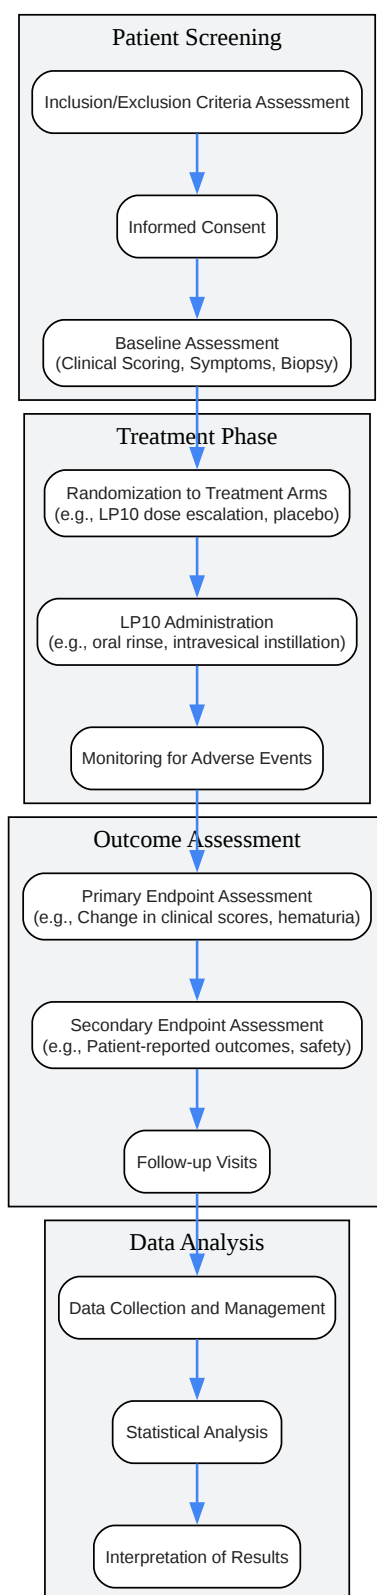 Patient Screening
Inclusion/Exclusion Criteria Assessment
Informed Consent
Baseline Assessment
(Clinical Scoring, Symptoms, Biopsy)
Treatment Phase
Randomization to Treatment Arms
(e.g., LP10 dose escalation, placebo)
LP10 Administration
(e.g., oral rinse, intravesical instillation)
Monitoring for Adverse Events
Outcome Assessment
Primary Endpoint Assessment
(e.g., Change in clinical scores, hematuria)
Secondary Endpoint Assessment
(e.g., Patient-reported outcomes, safety)
Follow-up Visits
Data Analysis
Data Collection and Management
Statistical Analysis
Interpretation of Results